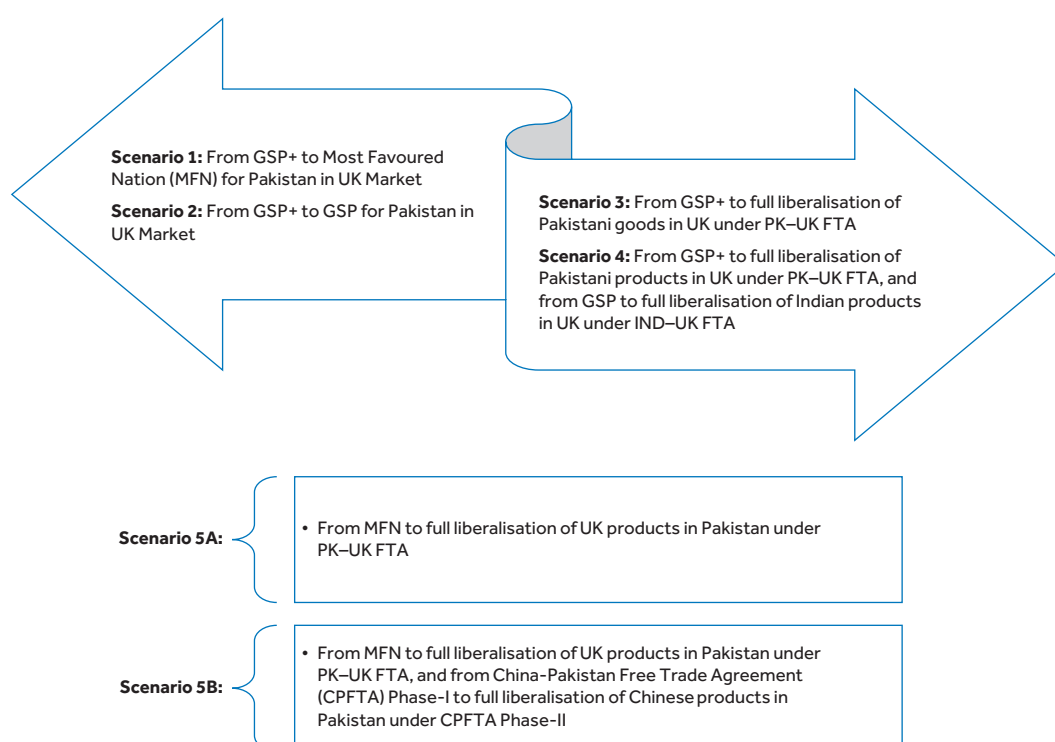 Scenario 1: From GSP+ to Most Favoured
Nation (MFN) for Pakistan in UK Market
Scenario 2: From GSP+ to GSP for Pakistan in
UK Market
Scenario 3: From GSP+ to full liberalisation of
Pakistani goods in UK under PK–UK FTA
Scenario 4: From GSP+ to full liberalisation of
Pakistani products in UK under PK–UK FTA, and
from GSP to full liberalisation of Indian products
in UK under IND–UK FTA
Scenario 5A:
• From MFN to full liberalisation of UK products in Pakistan under
PK–UK FTA
Scenario 5B:
• From MFN to full liberalisation of UK products in Pakistan under
PK–UK FTA, and from China-Pakistan Free Trade Agreement
(CPFTA) Phase-I to full liberalisation of Chinese products in
Pakistan under CPFTA Phase-II